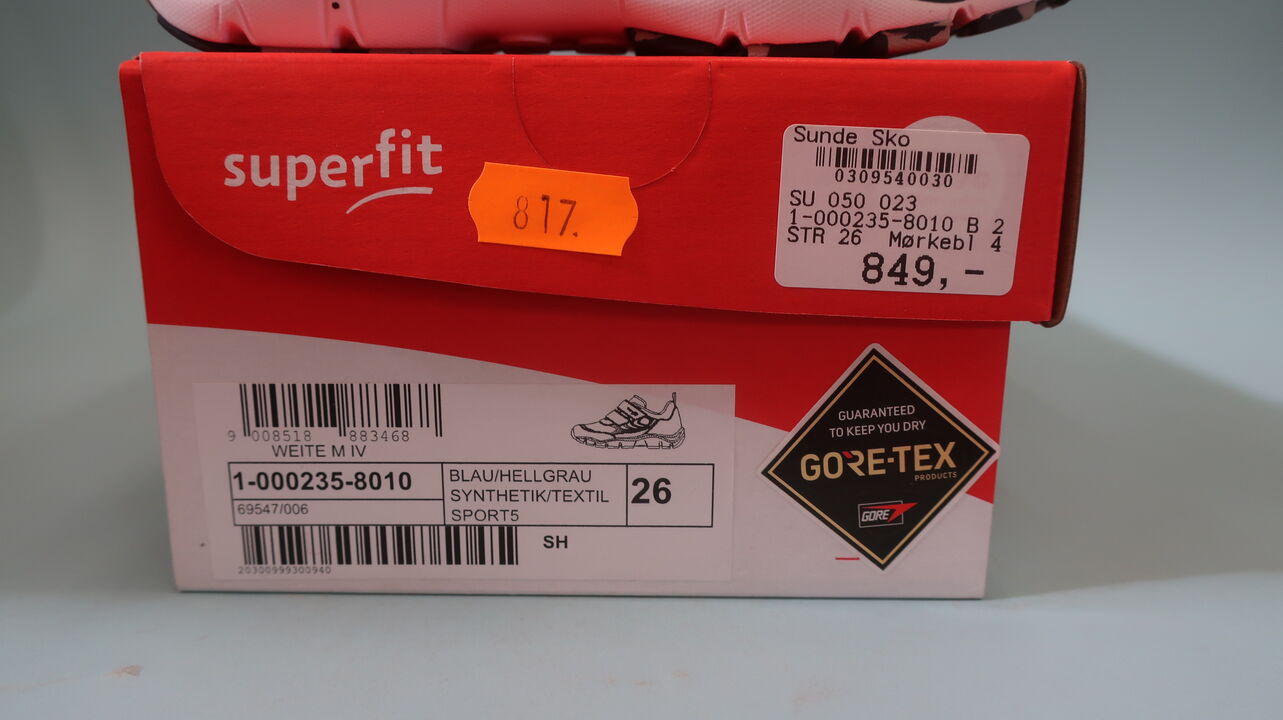 superfit
817.
Sunde Sko
0309540030
SU 050 023
1-000235-8010 B 2
STR 26 Mørkebl 4
849,-
9 008518 883468
WEITE M IV
1-000235-8010
69547/006
BLAU/HELLGRAU
SYNTHETIK/TEXTIL
SPORT5
26
SH
20300999300940
GUARANTEED
TO KEEP YOU DRY
GORE-TEX
PRODUCTS
GORE